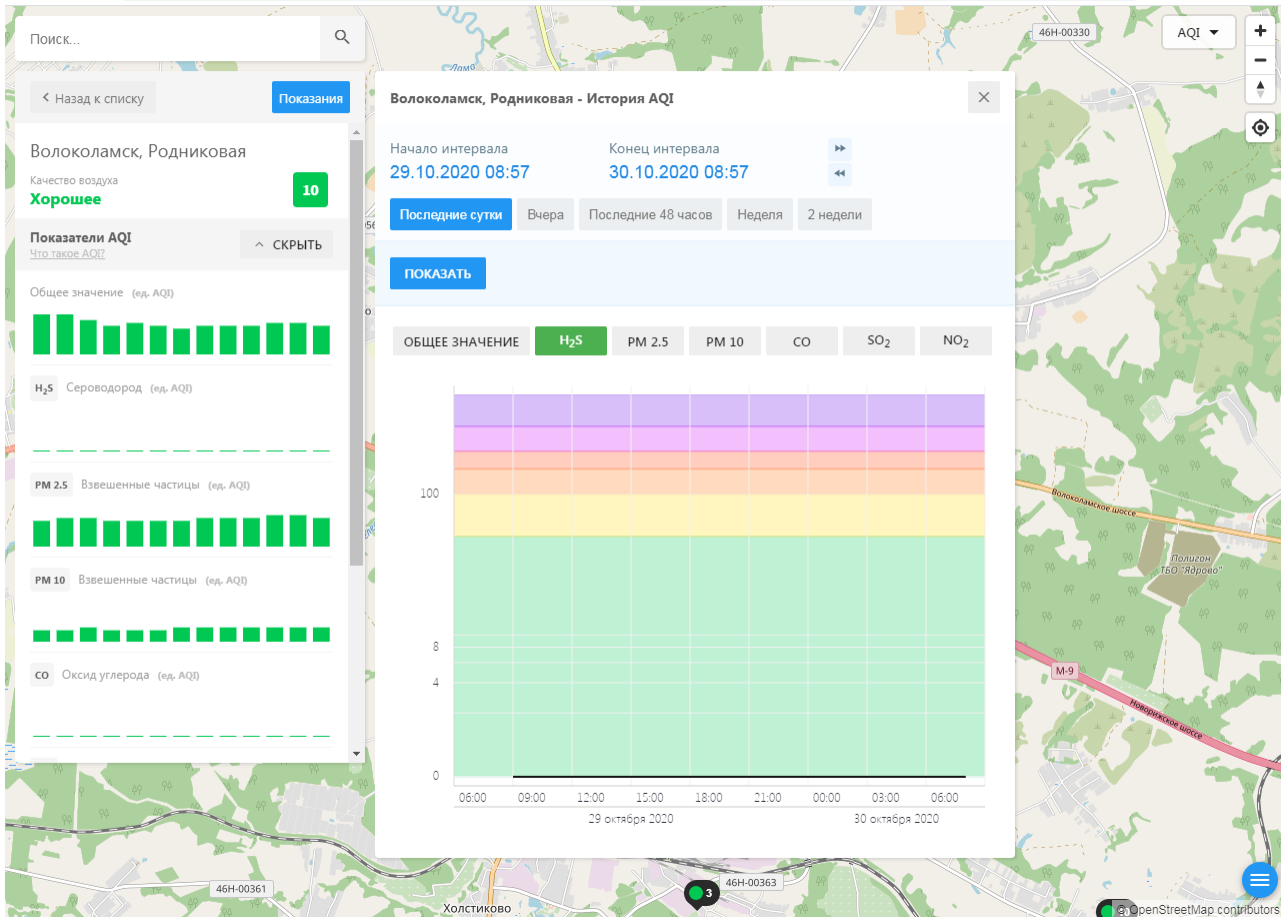 Поиск...
46Н-00330
AQI
Лама
Назад к списку
Показания
Волоколамск, Родниковая - История AQI
Волоколамск, Родниковая
Качество воздуха
Хорошее
10
Начало интервала
Конец интервала
29.10.2020 08:57
30.10.2020 08:57
Последние сутки
Вчера
Последние 48 часов
Неделя
2 недели
Показатели AQI
Что такое AQI?
СКРЫТЬ
ПОКАЗАТЬ
Общее значение (ед. AQI)
ОБЩЕЕ ЗНАЧЕНИЕ
H2S
PM 2.5
PM 10
CO
SO2
NO2
H2S Сероводород (ед. AQI)
PM 2.5 Взвешенные частицы (ед. AQI)
PM 10 Взвешенные частицы (ед. AQI)
CO Оксид углерода (ед. AQI)
100
8
4
0
06:00 09:00 12:00 15:00 18:00 21:00 00:00 03:00 06:00
29 октября 2020
30 октября 2020
Волоколамское шоссе
Полигон
ТБО "Ядрово"
М-9
Новорижское шоссе
46Н-00361
46Н-00363
3
Холстиково
© OpenStreetMap contributors